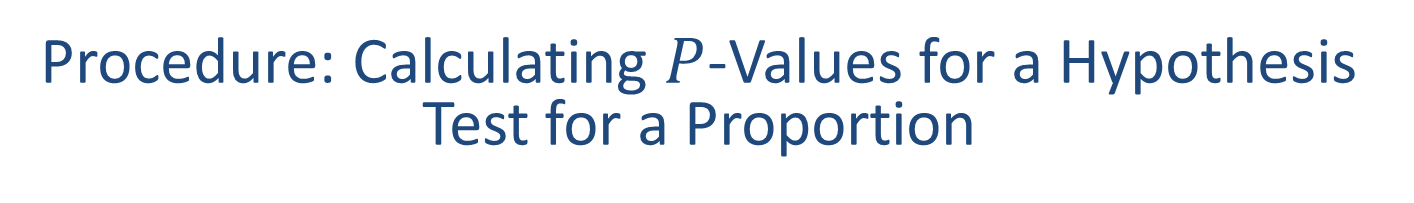 Procedure: Calculating P-Values for a Hypothesis
Test for a Proportion